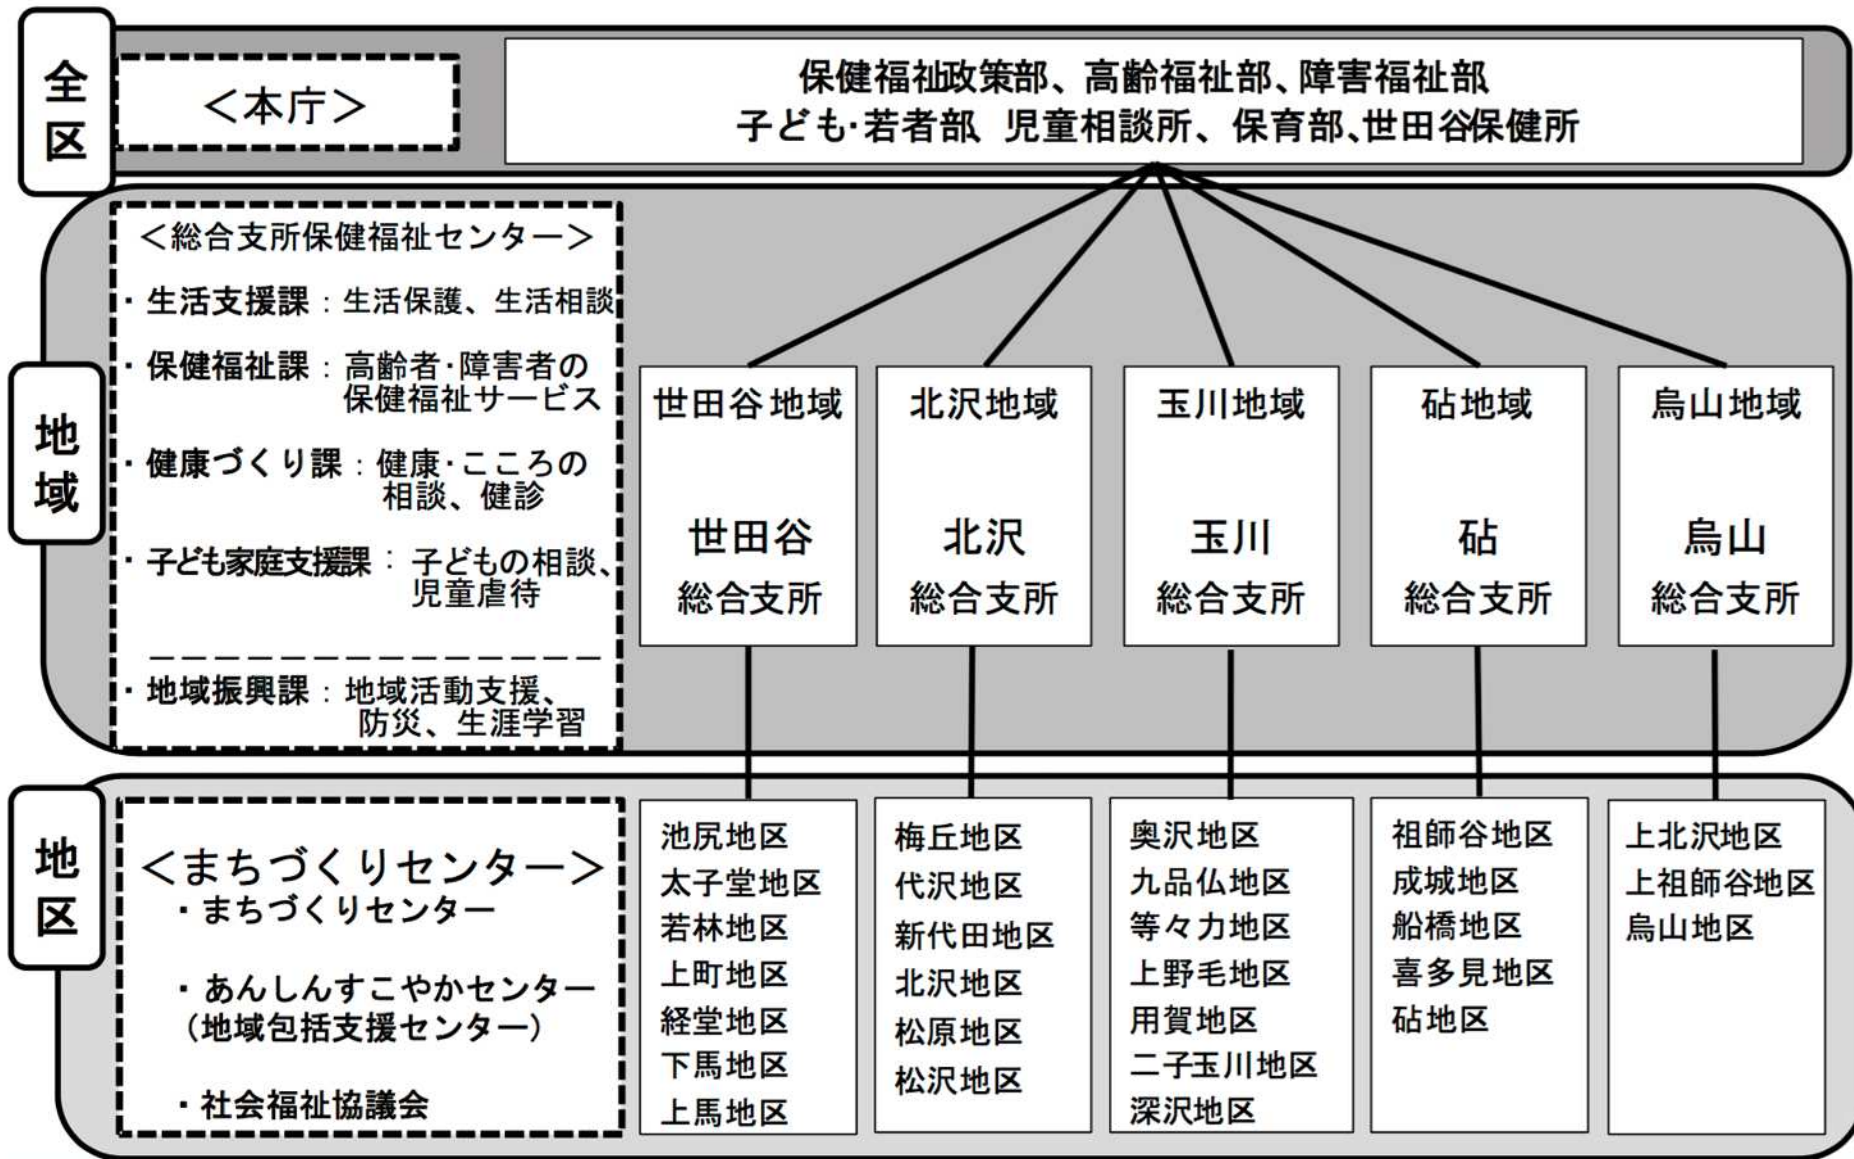 全区
＜本庁＞
保健福祉政策部、高齢福祉部、障害福祉部、
子ども・若者部、児童相談所、保育部、世田谷保健所
地域
＜総合支所保健福祉センター＞
・生活支援課：生活保護、生活相談
・保健福祉課：高齢者・障害者の
保健福祉サービス
・健康づくり課：健康・こころの
相談、健診
・子ども家庭支援課：子どもの相談、
児童虐待
・地域振興課：地域活動支援、
防災、生涯学習
世田谷地域
世田谷
総合支所
北沢地域
北沢
総合支所
玉川地域
玉川
総合支所
砧地域
砧
総合支所
烏山地域
烏山
総合支所
地区
＜まちづくりセンター＞
・まちづくりセンター
・あんしんすこやかセンター
（地域包括支援センター）
・社会福祉協議会
池尻地区
太子堂地区
若林地区
上町地区
経堂地区
下馬地区
上馬地区
梅丘地区
代沢地区
新代田地区
北沢地区
松原地区
松沢地区
奥沢地区
九品仏地区
等々力地区
上野毛地区
用賀地区
二子玉川地区
深沢地区
祖師谷地区
成城地区
船橋地区
喜多見地区
砧地区
上北沢地区
上祖師谷地区
烏山地区